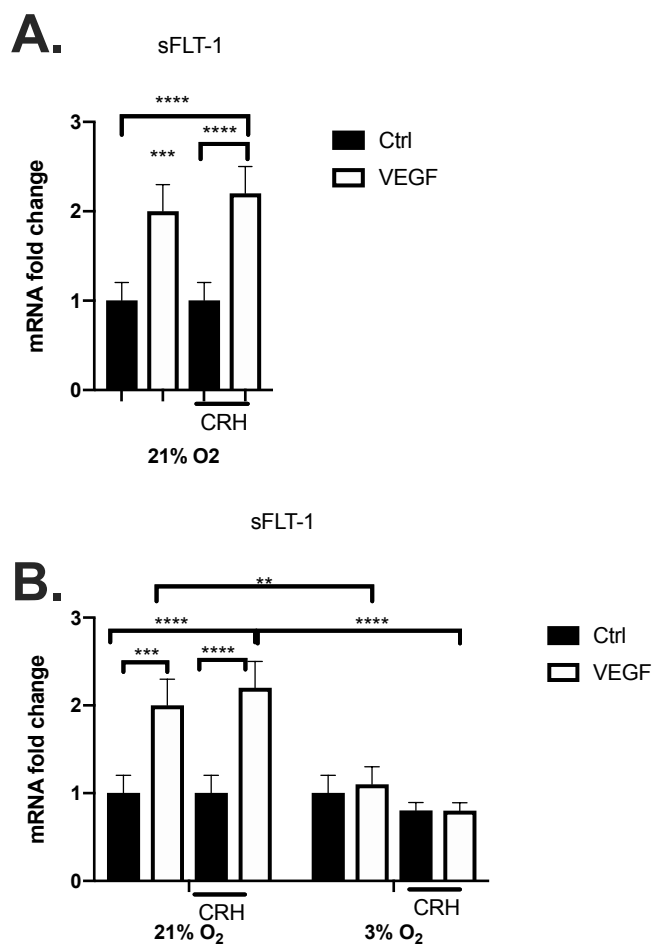 A.
sFLT-1
****
3
***
****
Ctrl
VEGF
2
mRNA fold change
1
0
CRH
21% O2
sFLT-1
B.
**
3
****
****
***
****
Ctrl
VEGF
2
mRNA fold change
1
0
CRH
CRH
21% O₂
3% O₂